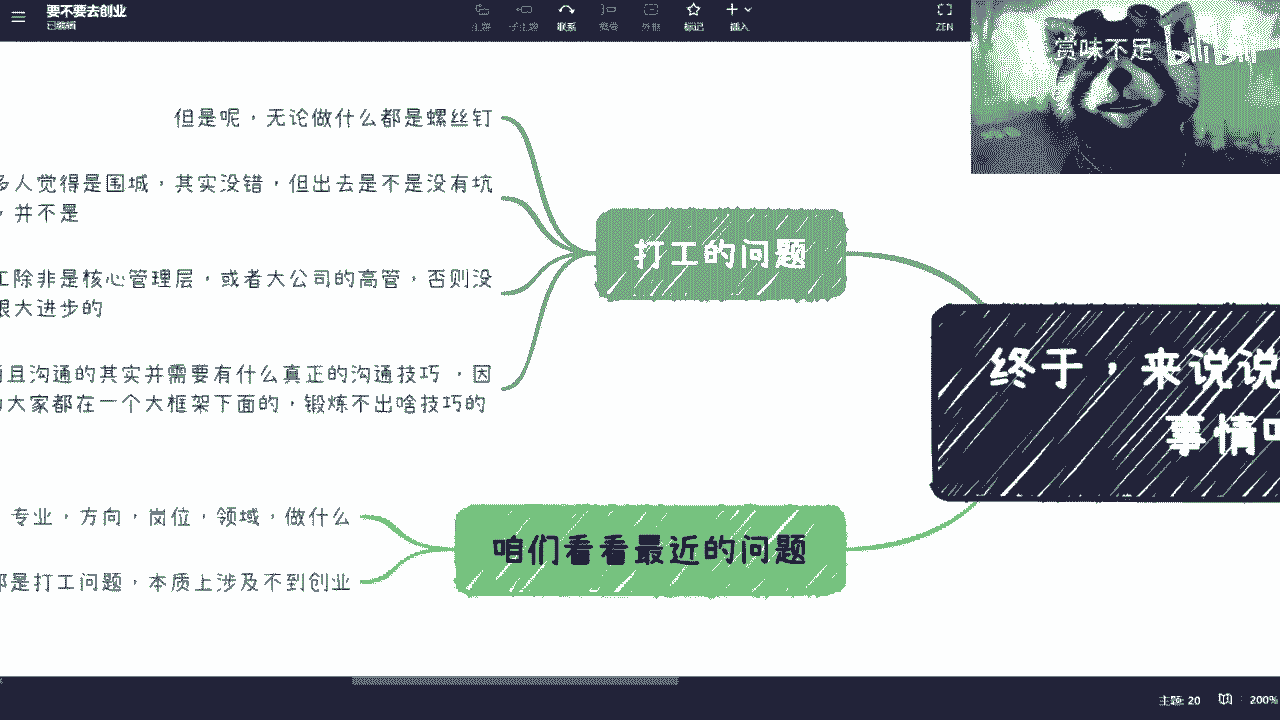 要不要去创业
已编辑
主题
子主题
联系
概要
外框
标记
插入
ZEN
赏味不足 bilibili
但是呢，无论做什么都是螺丝钉
多人觉得是围城，其实没错，但出去是不是没有坑
，并不是
工除非是核心管理层，或者大公司的高管，否则没
很大进步的
而且沟通的其实并需要有什么真正的沟通技巧，因
为大家都在一个大框架下面的，锻炼不出啥技巧的
打工的问题
终于，来说说
事情
专业，方向，岗位，领域，做什么
都是打工问题，本质上涉及不到创业
咱们看看最近的问题
主题: 20
200%